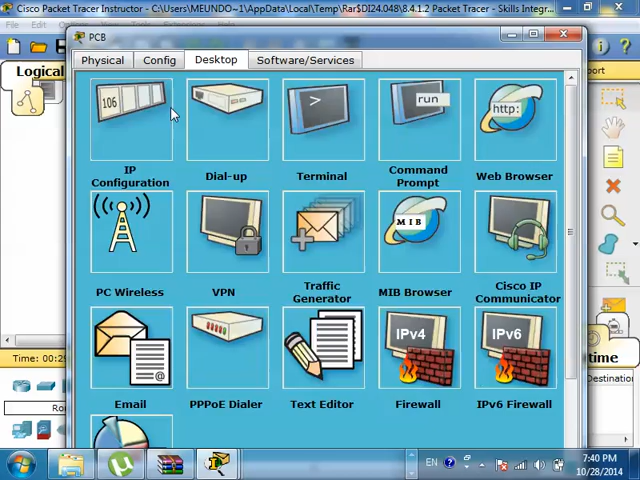 Cisco Packet Tracer Instructor - C:\Users\MEUNDO~1\AppData\Local\Temp\Rar$DI24.048\8.4.1.2 Packet Tracer - Skills Integr...
File Edit
PCB
Logical
Physical Config Desktop Software/Services
106
>
run
http:
IP Configuration
Dial-up
Terminal
Command Prompt
Web Browser
MIB
PC Wireless
VPN
Traffic Generator
MIB Browser
Cisco IP Communicator
@
IPv4
IPv6
Email
PPPoE Dialer
Text Editor
Firewall
IPv6 Firewall
Time: 00:29
EN
7:40 PM
10/28/2014